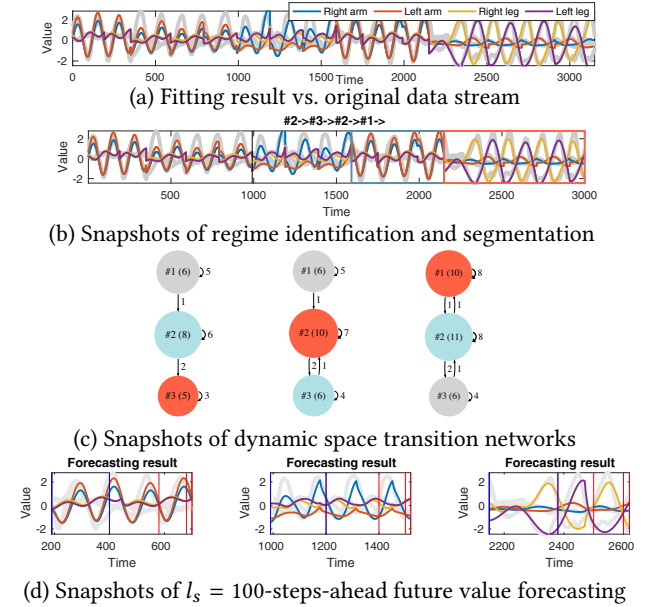 Right arm Left arm Right leg Left leg
Value
2
0
-2
0 500 1000 1500 2000 2500 3000
Time
(a) Fitting result vs. original data stream
#2->#3->#2->#1->
Value
2
0
-2
500 1000 1500 2000 2500 3000
Time
(b) Snapshots of regime identification and segmentation
#1 (6) 5 #1 (6) 5 #1 (10) 8
1 1 1 1
#2 (8) 6 #2 (10) 7 #2 (11) 8
2 2 1 2 1
#3 (5) 3 #3 (6) 4 #3 (6) 4
(c) Snapshots of dynamic space transition networks
Forecasting result Forecasting result Forecasting result
Value Value Value
2 2 2
0 0 0
-2 -2 -2
200 400 600 1000 1200 1400 2200 2400 2600
Time Time Time
(d) Snapshots of lₛ = 100-steps-ahead future value forecasting